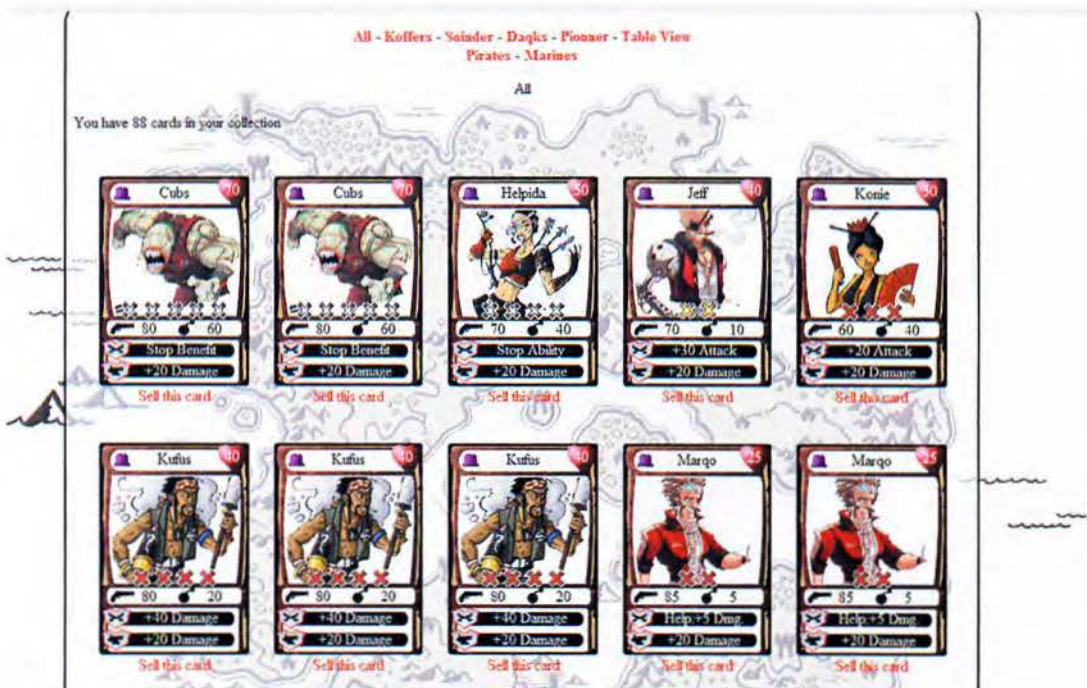 All - Koffers - Soinder - Daqks - Pionner - Table View
Pirates - Marines
All
You have 88 cards in your collection
Cubs 70
Cubs 70
Helpida 50
Jeff 40
Konie 50
80 60
80 60
70 40
70 10
60 40
Stop Benefit
Stop Benefit
Stop Ability
+30 Attack
+20 Attack
+20 Damage
+20 Damage
+20 Damage
+20 Damage
+20 Damage
Sell this card
Sell this card
Sell this card
Sell this card
Sell this card
Kufus 40
Kufus 40
Kufus 40
Marqo 25
Marqo 25
80 20
80 20
80 20
85 5
85 5
+40 Damage
+40 Damage
+40 Damage
Help:+5 Dmg.
Help:+5 Dmg.
+20 Damage
+20 Damage
+20 Damage
+20 Damage
+20 Damage
Sell this card
Sell this card
Sell this card
Sell this card
Sell this card